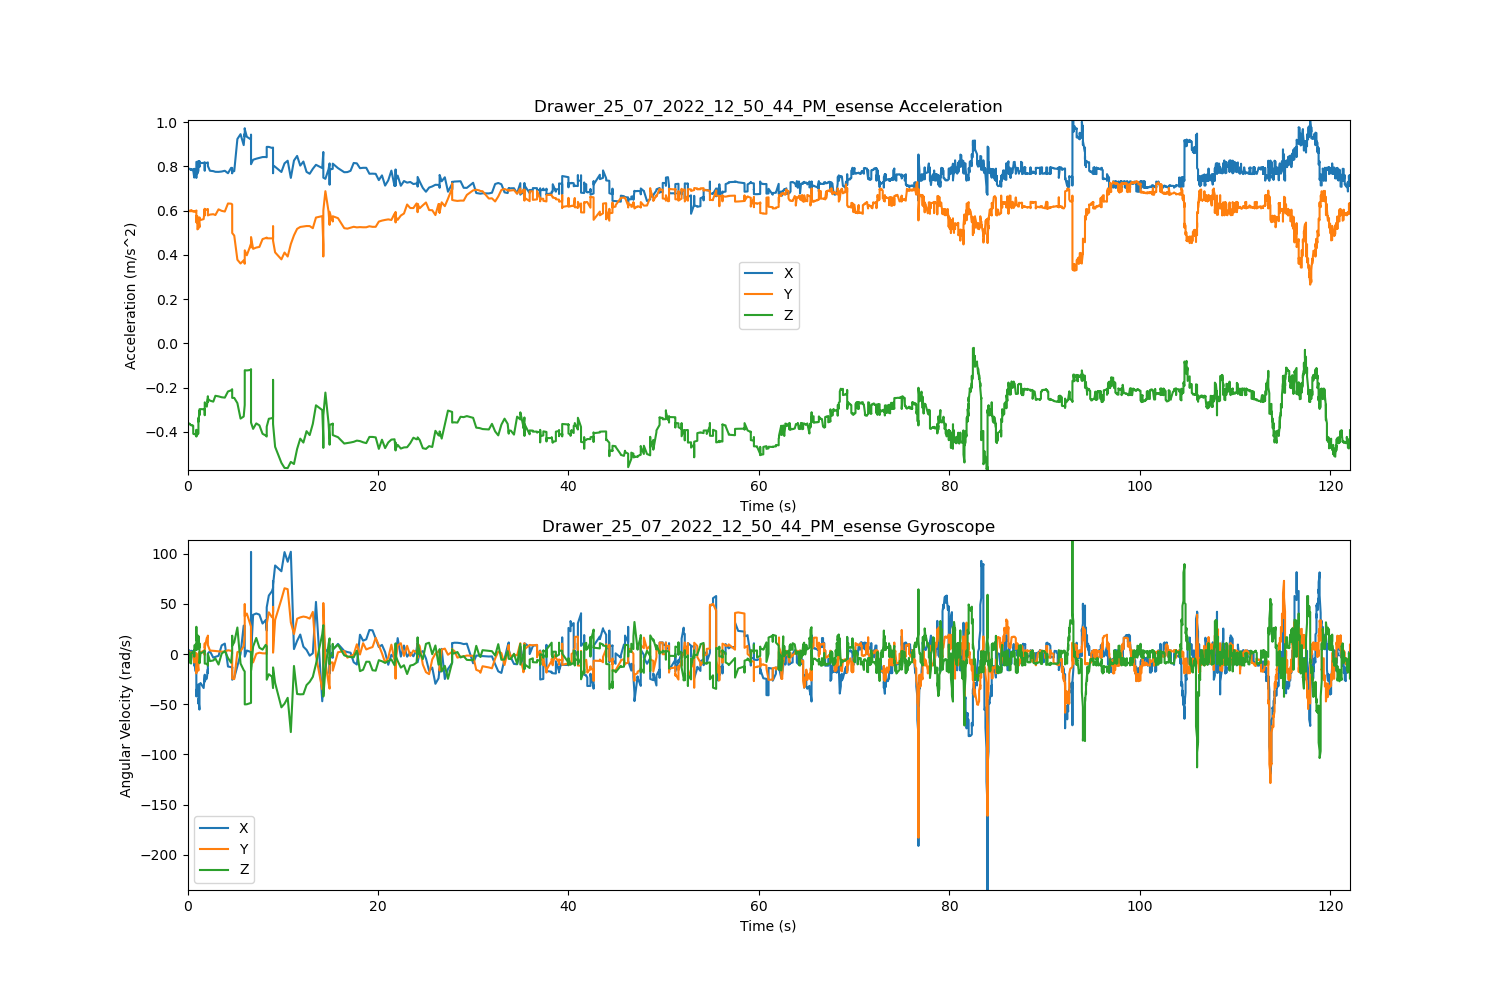 Drawer_25_07_2022_12_50_44_PM_esense Acceleration
1.0
0.8
0.6
0.4
0.2
0.0
−0.2
−0.4
Acceleration (m/s^2)
X
Y
Z
0 20 40 60 80 100 120
Time (s)
Drawer_25_07_2022_12_50_44_PM_esense Gyroscope
100
50
0
−50
−100
−150
−200
Angular Velocity (rad/s)
X
Y
Z
0 20 40 60 80 100 120
Time (s)